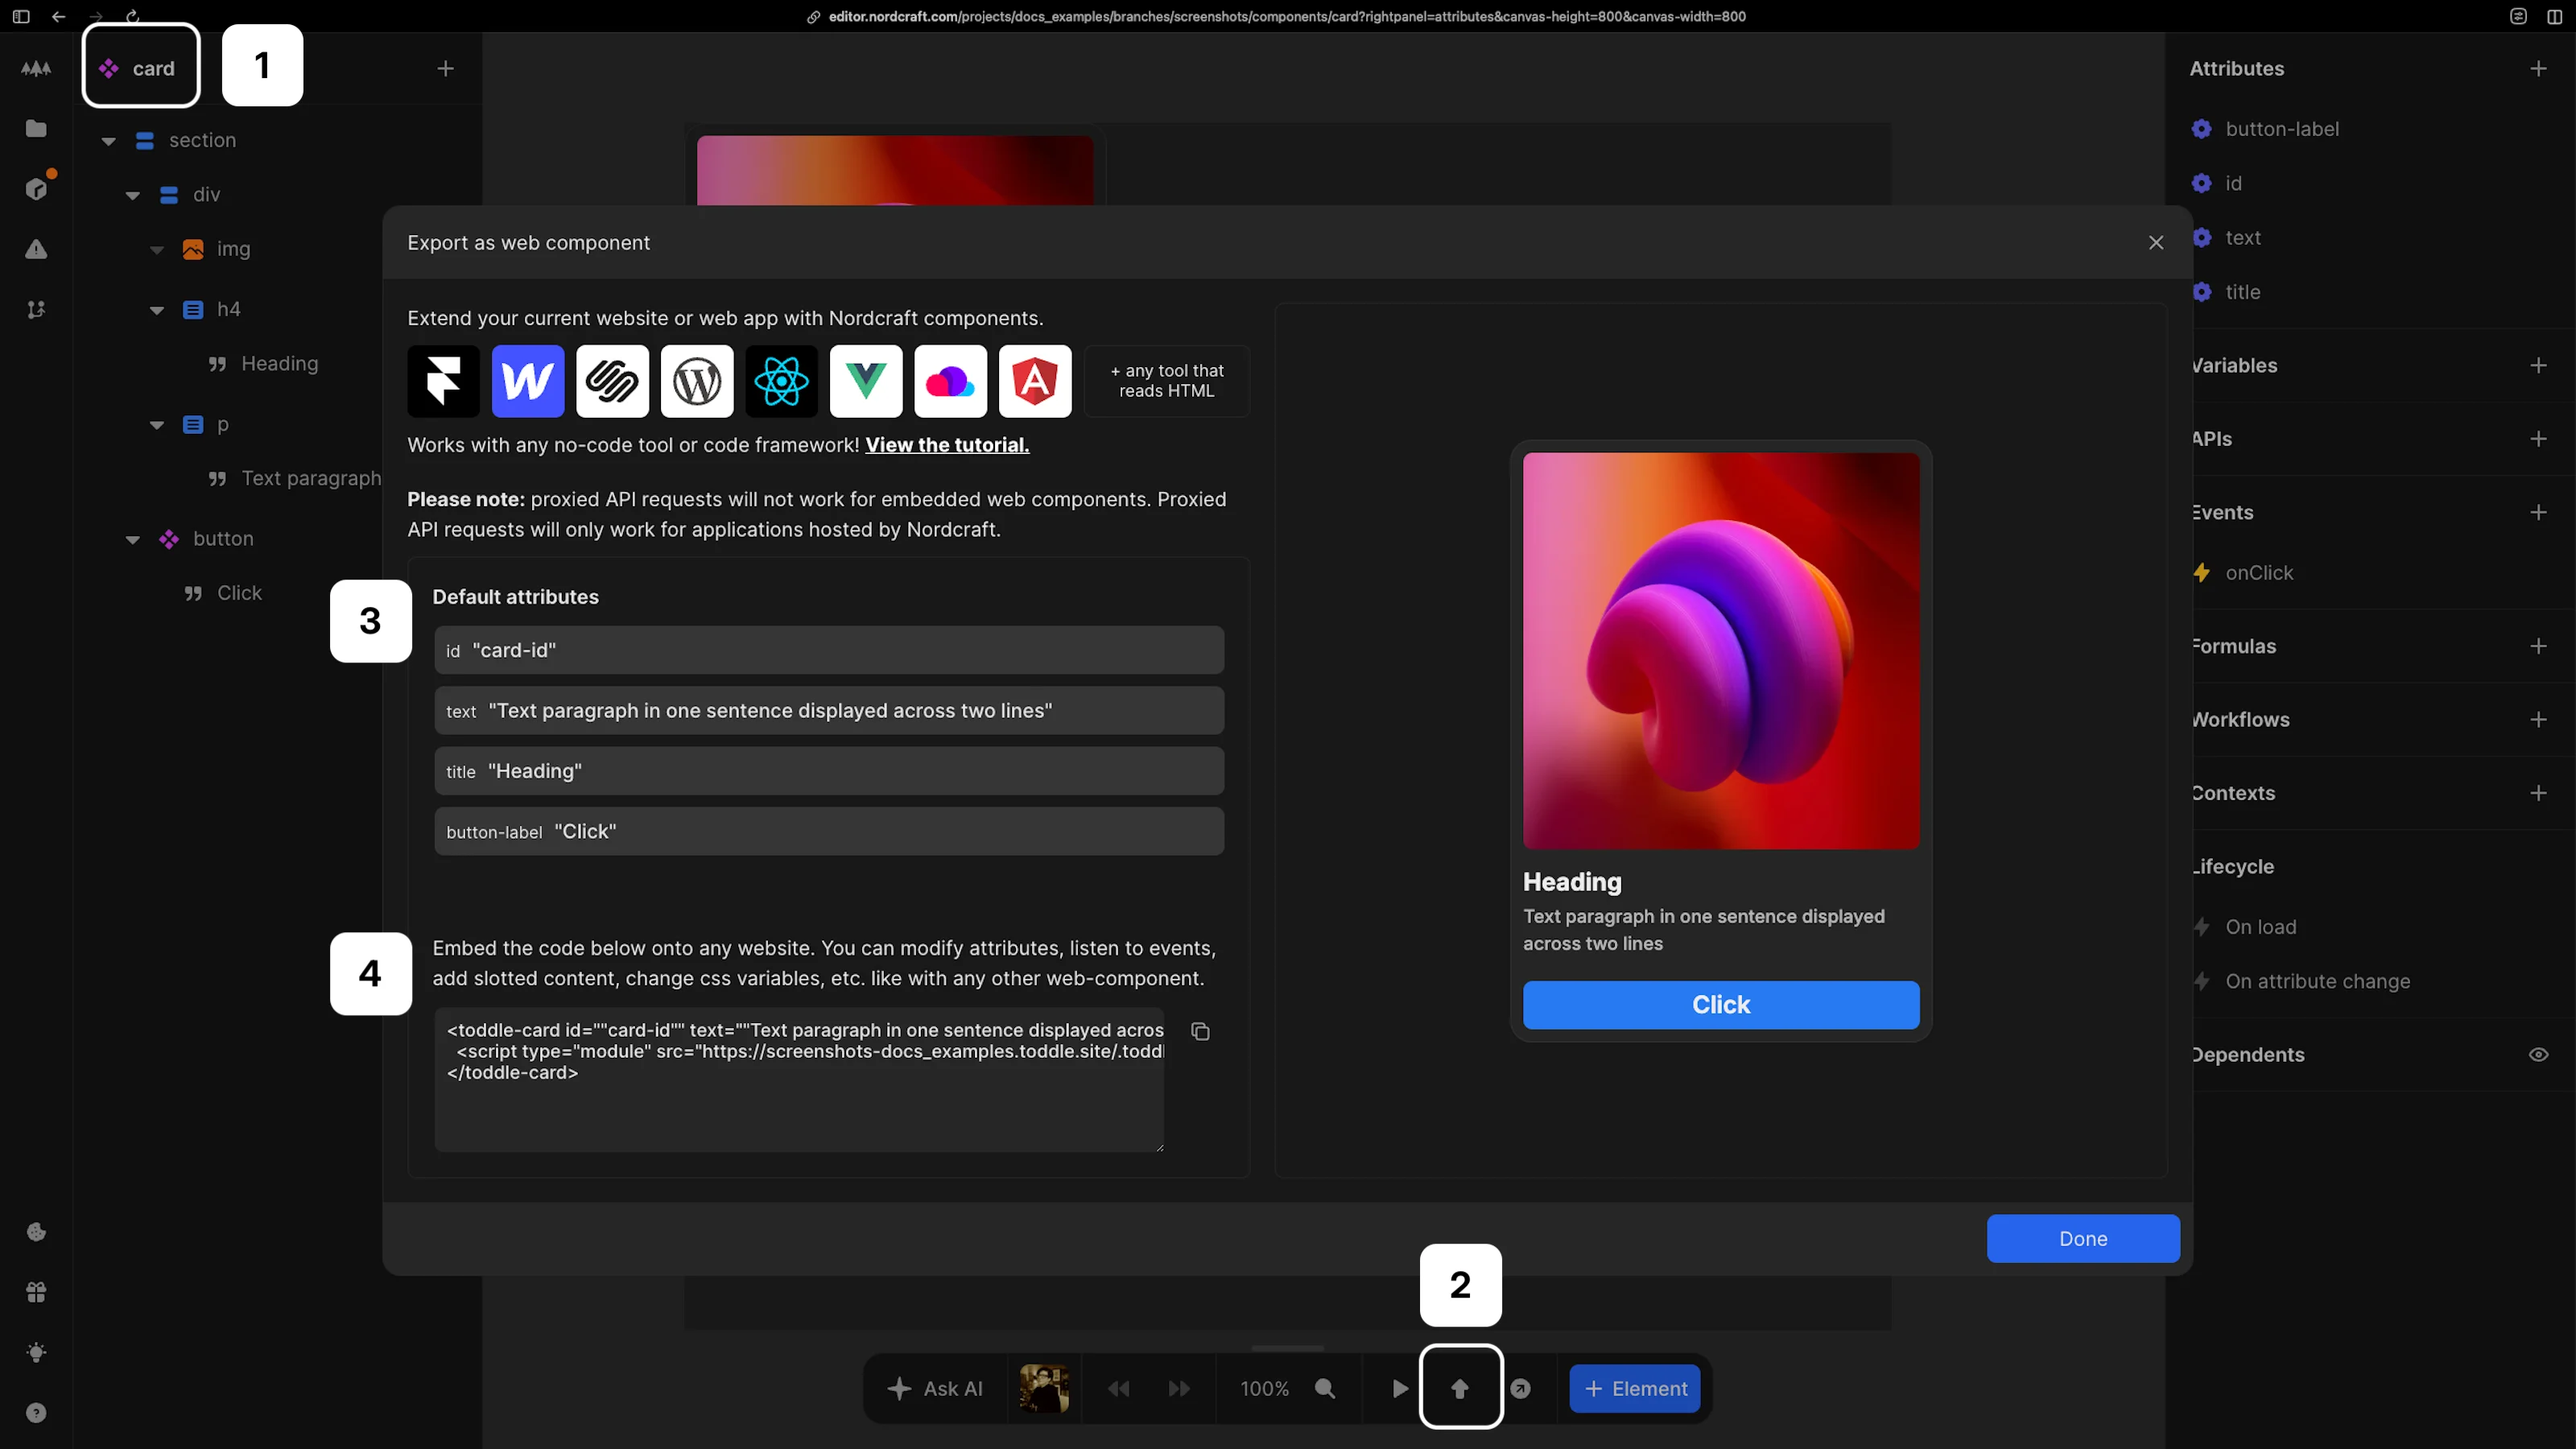 editor.nordcraft.com/projects/docs_examples/branches/screenshots/components/card?rightpanel=attributes&canvas-height=800&canvas-width=800
card
1
section
div
img
h4
Heading
p
Text paragraph
button
Click
Export as web component
Extend your current website or web app with Nordcraft components.
+ any tool that
reads HTML
Works with any no-code tool or code framework! View the tutorial.
Please note: proxied API requests will not work for embedded web components. Proxied
API requests will only work for applications hosted by Nordcraft.
3
Default attributes
id "card-id"
text "Text paragraph in one sentence displayed across two lines"
title "Heading"
button-label "Click"
4
Embed the code below onto any website. You can modify attributes, listen to events,
add slotted content, change css variables, etc. like with any other web-component.
<toddle-card id=""card-id"" text=""Text paragraph in one sentence displayed acros
<script type="module" src="https://screenshots-docs_examples.toddle.site/.toddl
</toddle-card>
Heading
Text paragraph in one sentence displayed
across two lines
Click
Done
2
Ask AI
100%
+ Element
Attributes
button-label
id
text
title
Variables
APIs
Events
onClick
Formulas
Workflows
Contexts
Lifecycle
On load
On attribute change
Dependents